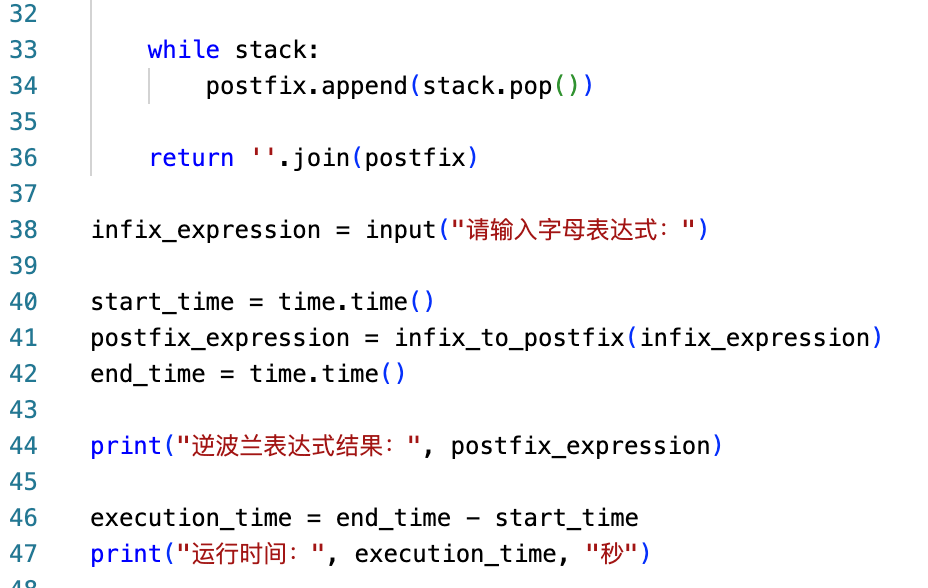 32
33 while stack:
34 postfix.append(stack.pop())
35
36 return ''.join(postfix)
37
38 infix_expression = input("请输入字母表达式：")
39
40 start_time = time.time()
41 postfix_expression = infix_to_postfix(infix_expression)
42 end_time = time.time()
43
44 print("逆波兰表达式结果：", postfix_expression)
45
46 execution_time = end_time - start_time
47 print("运行时间：", execution_time, "秒")
48